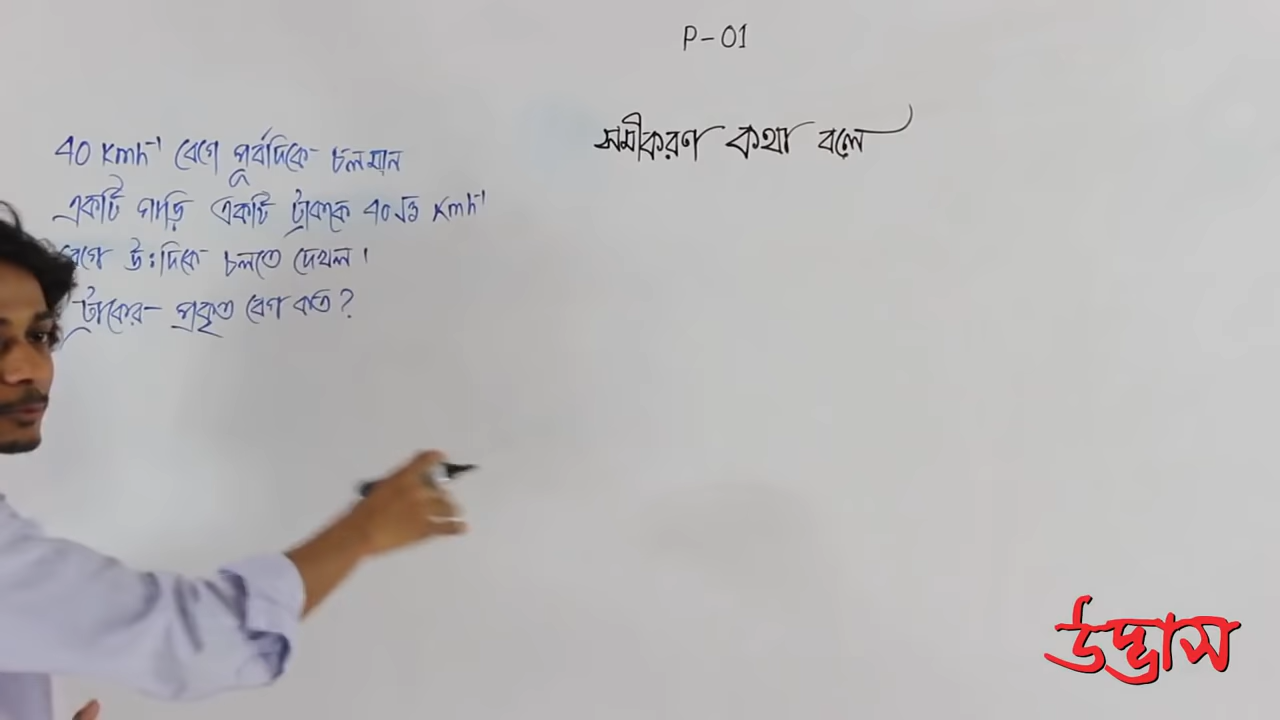 P-01
সমীকরণ কথা বলে
40 Kmh⁻¹ বেগে পূর্বদিকে চলমান
একটি গাড়ি একটি ট্রাককে 40√3 Kmh⁻¹
বেগে উঃদিকে চলতে দেখল।
ট্রাকের প্রকৃত বেগ কত?
উদ্ভাস